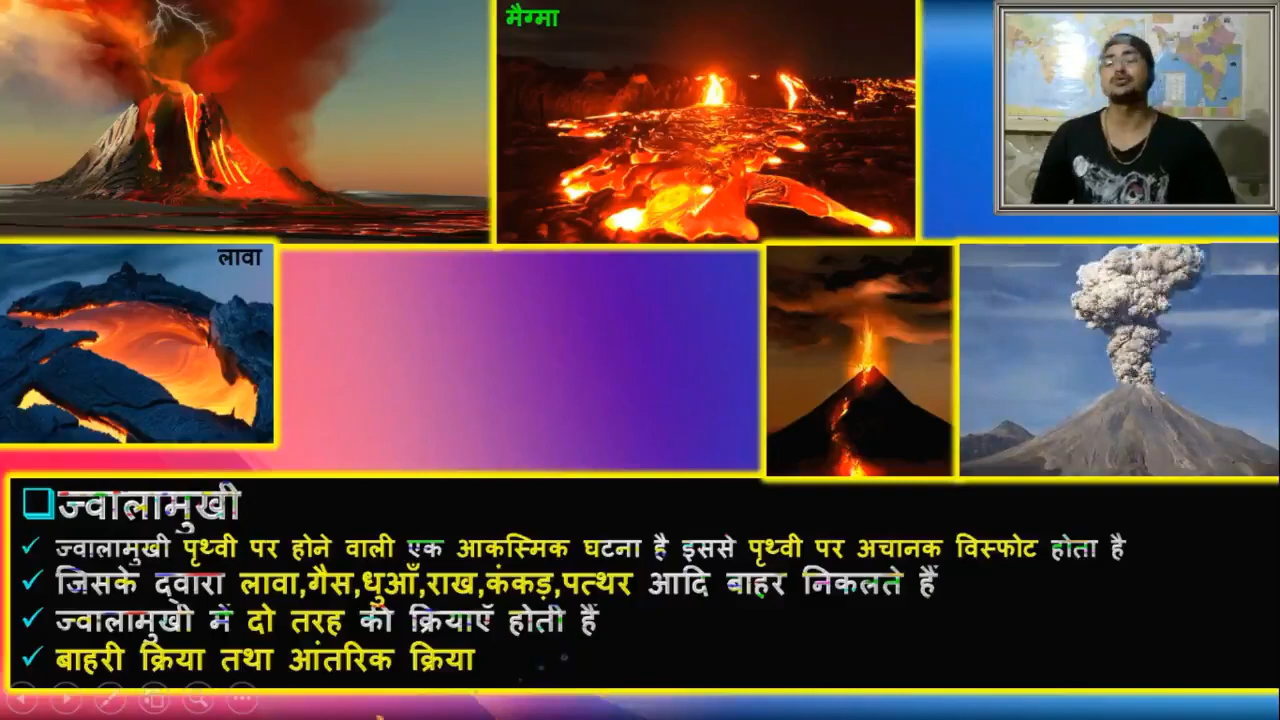 मैग्मा
लावा
ज्वालामुखी
ज्वालामुखी पृथ्वी पर होने वाली एक आकस्मिक घटना है इससे पृथ्वी पर अचानक विस्फोट होता है
जिसके द्वारा लावा,गैस,धुआँ,राख,कंकड़,पत्थर आदि बाहर निकलते हैं
ज्वालामुखी में दो तरह की क्रियाएँ होती हैं
बाहरी क्रिया तथा आंतरिक क्रिया